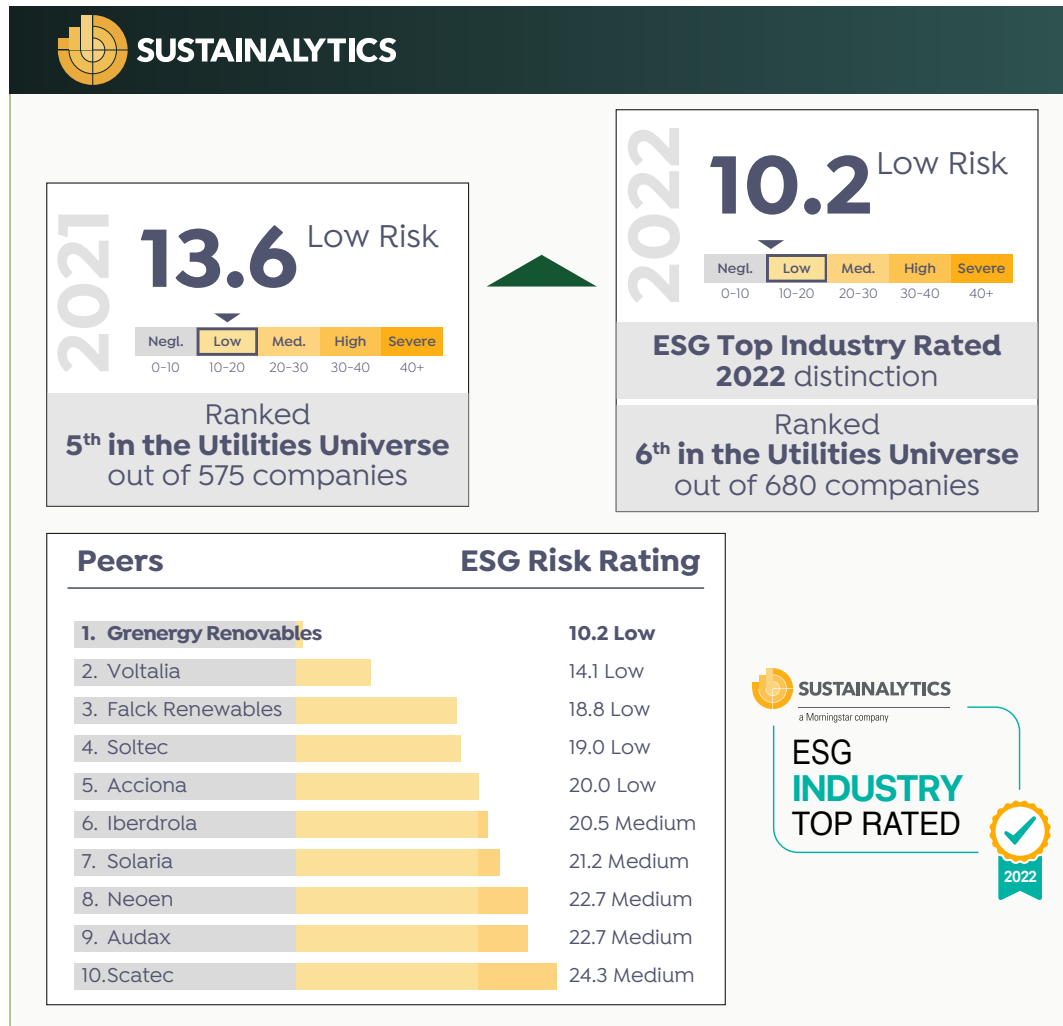 SUSTAINALYTICS
2021
13.6 Low Risk
Negl. Low Med. High Severe
0-10 10-20 20-30 30-40 40+
Ranked
5th in the Utilities Universe
out of 575 companies
2022
10.2 Low Risk
Negl. Low Med. High Severe
0-10 10-20 20-30 30-40 40+
ESG Top Industry Rated
2022 distinction
Ranked
6th in the Utilities Universe
out of 680 companies
Peers ESG Risk Rating
1. Grenergy Renovables 10.2 Low
2. Voltalia 14.1 Low
3. Falck Renewables 18.8 Low
4. Soltec 19.0 Low
5. Acciona 20.0 Low
6. Iberdrola 20.5 Medium
7. Solaria 21.2 Medium
8. Neoen 22.7 Medium
9. Audax 22.7 Medium
10.Scatec 24.3 Medium
SUSTAINALYTICS
a Morningstar company
ESG
INDUSTRY
TOP RATED
2022